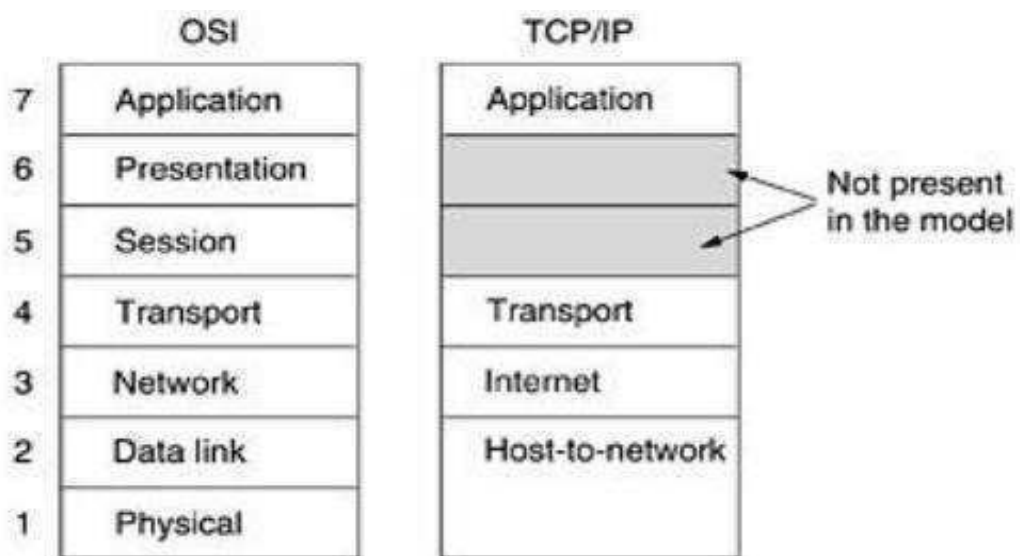 OSI
TCP/IP
7
Application
Application
6
Presentation
Not present
in the model
5
Session
4
Transport
Transport
3
Network
Internet
2
Data link
Host-to-network
1
Physical